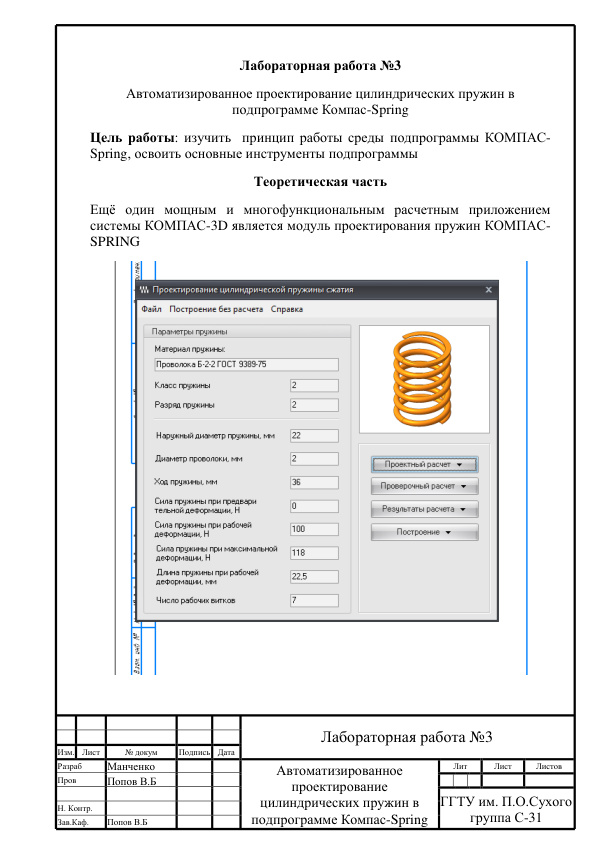 Лабораторная работа №3
Автоматизированное проектирование цилиндрических пружин в
подпрограмме Компас-Spring
Цель работы: изучить принцип работы среды подпрограммы КОМПАС-
Spring, освоить основные инструменты подпрограммы
Теоретическая часть
Ещё один мощным и многофункциональным расчетным приложением
системы КОМПАС-3D является модуль проектирования пружин КОМПАС-
SPRING
Проектирование цилиндрической пружины сжатия
x
Файл Построение без расчета Справка
Параметры пружины
Материал пружины:
Проволока Б-2-2 ГОСТ 9389-75
Класс пружины 2
Разряд пружины 2
Наружный диаметр пружины, мм 22
Диаметр проволоки, мм 2
Ход пружины, мм 36
Сила пружины при предвари
тельной деформации, Н 0
Сила пружины при рабочей
деформации, Н 100
Сила пружины при максимальной
деформации, Н 118
Длина пружины при рабочей
деформации, мм 22,5
Число рабочих витков 7
Проектный расчет
Проверочный расчет
Результаты расчета
Построение
Взам. инв. №
Лабораторная работа №3
Изм. Лист № докум Подпись Дата
Разраб Манченко
Пров Попов В.Б
Н. Контр.
Зав.Каф. Попов В.Б
Автоматизированное
проектирование
цилиндрических пружин в
подпрограмме Компас-Spring
Лит Лист Листов
ГГТУ им. П.О.Сухого
группа С-31